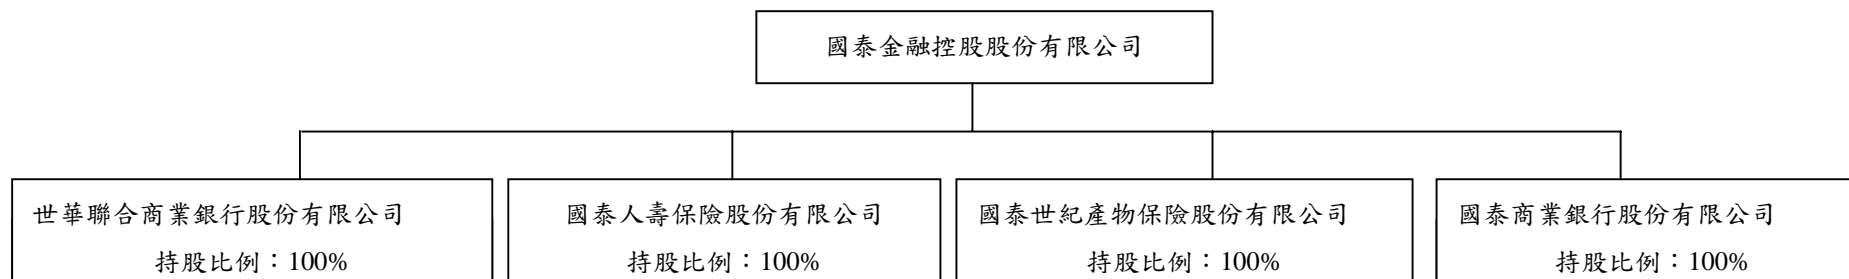 國泰金融控股股份有限公司
世華聯合商業銀行股份有限公司
持股比例：100%
國泰人壽保險股份有限公司
持股比例：100%
國泰世紀產物保險股份有限公司
持股比例：100%
國泰商業銀行股份有限公司
持股比例：100%